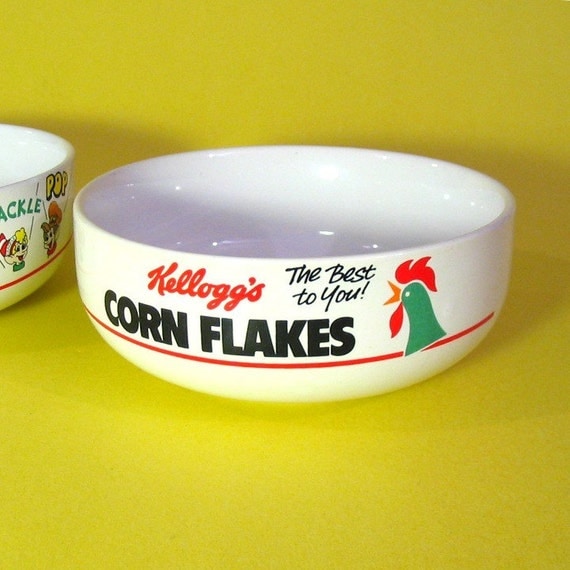 ACKLE
POP
Kellogg's
The Best
to You!
CORN FLAKES